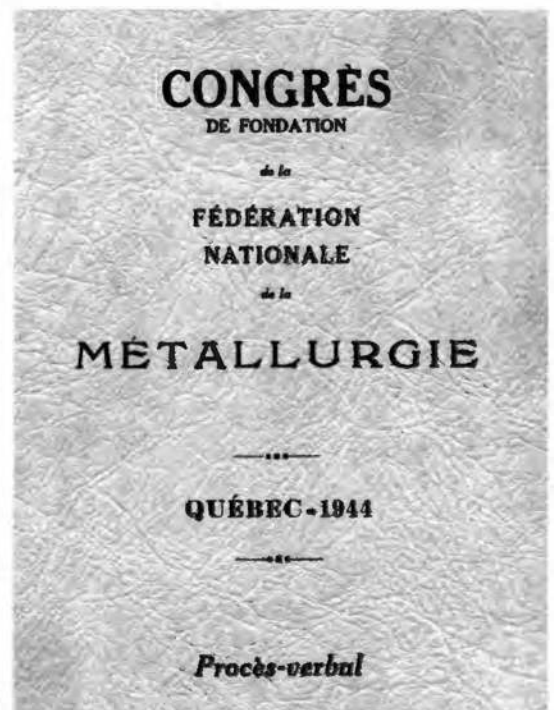 CONGRÈS
DE FONDATION
de la
FÉDÉRATION
NATIONALE
de la
MÉTALLURGIE
QUÉBEC-1944
Procès-verbal